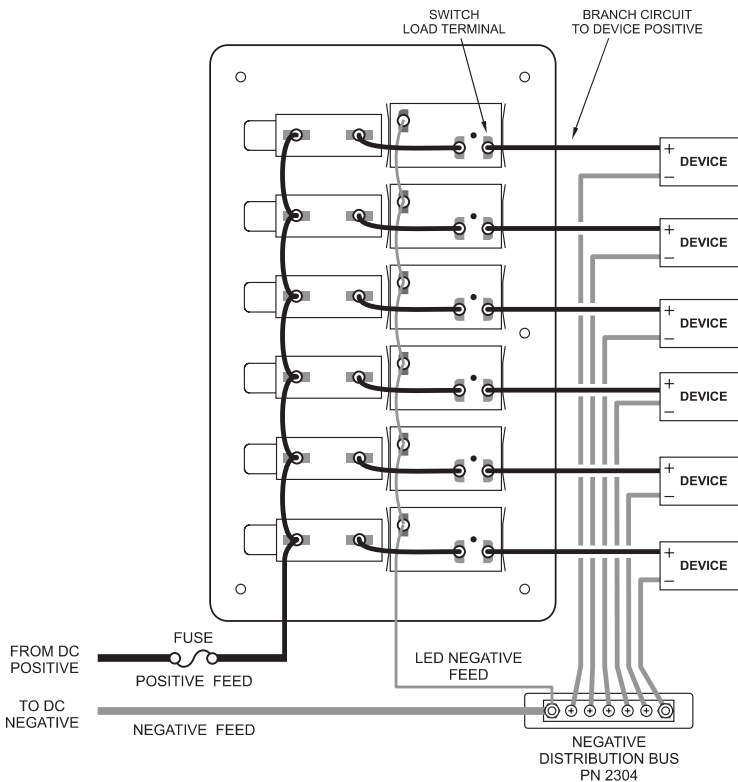 SWITCH
LOAD TERMINAL
BRANCH CIRCUIT
TO DEVICE POSITIVE
+
DEVICE
–
+
DEVICE
–
+
DEVICE
–
+
DEVICE
–
+
DEVICE
–
+
DEVICE
–
FROM DC
POSITIVE
FUSE
POSITIVE FEED
LED NEGATIVE
FEED
TO DC
NEGATIVE
NEGATIVE FEED
NEGATIVE
DISTRIBUTION BUS
PN 2304